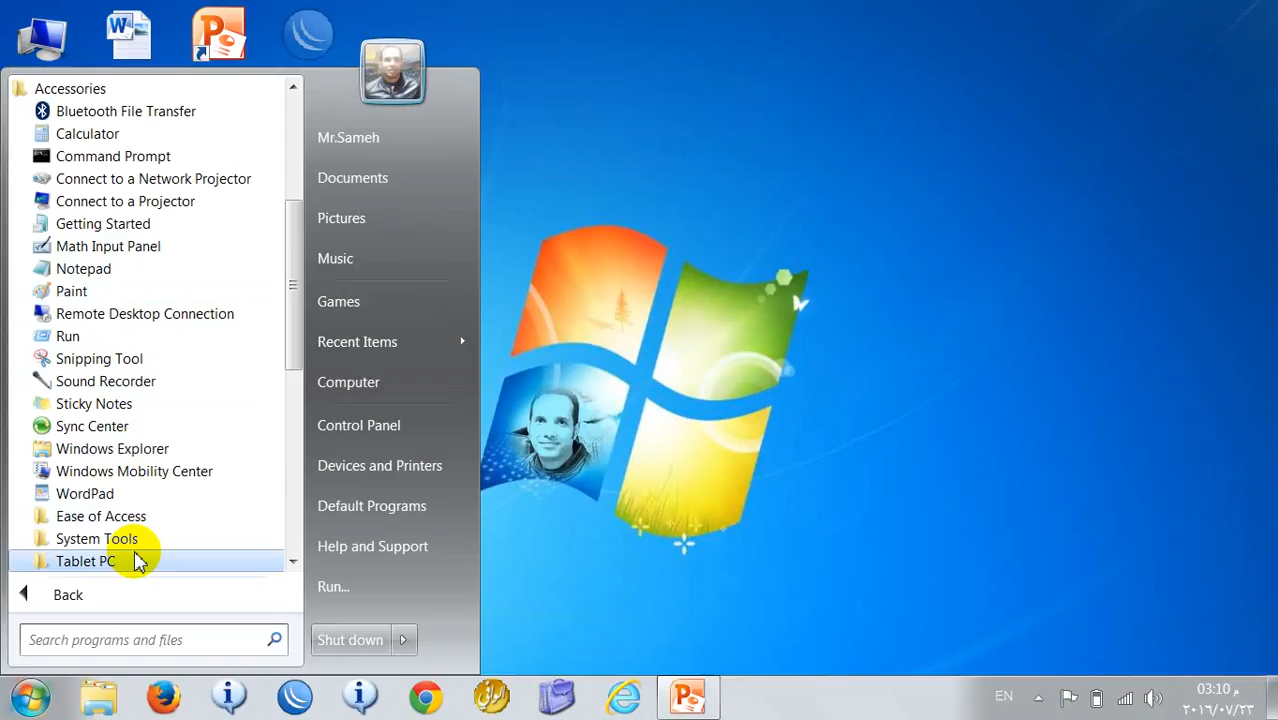 Accessories
Bluetooth File Transfer
Calculator
Command Prompt
Connect to a Network Projector
Connect to a Projector
Getting Started
Math Input Panel
Notepad
Paint
Remote Desktop Connection
Run
Snipping Tool
Sound Recorder
Sticky Notes
Sync Center
Windows Explorer
Windows Mobility Center
WordPad
Ease of Access
System Tools
Tablet PC
Back
Search programs and files
Mr.Sameh
Documents
Pictures
Music
Games
Recent Items
Computer
Control Panel
Devices and Printers
Default Programs
Help and Support
Run...
Shut down
EN
03:10 م
٢٠١٦/٠٧/٢٣